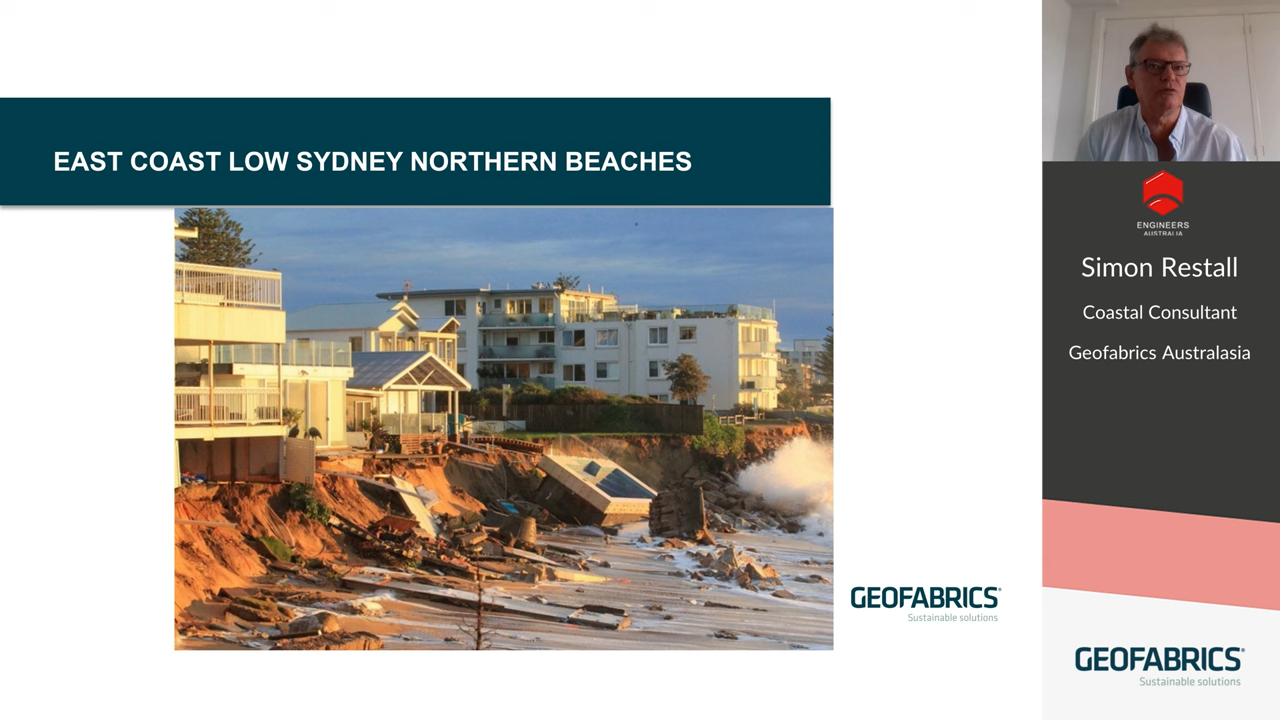 EAST COAST LOW SYDNEY NORTHERN BEACHES
GEOFABRICS®
Sustainable solutions
ENGINEERS
AUSTRALIA
Simon Restall
Coastal Consultant
Geofabrics Australasia
GEOFABRICS®
Sustainable solutions